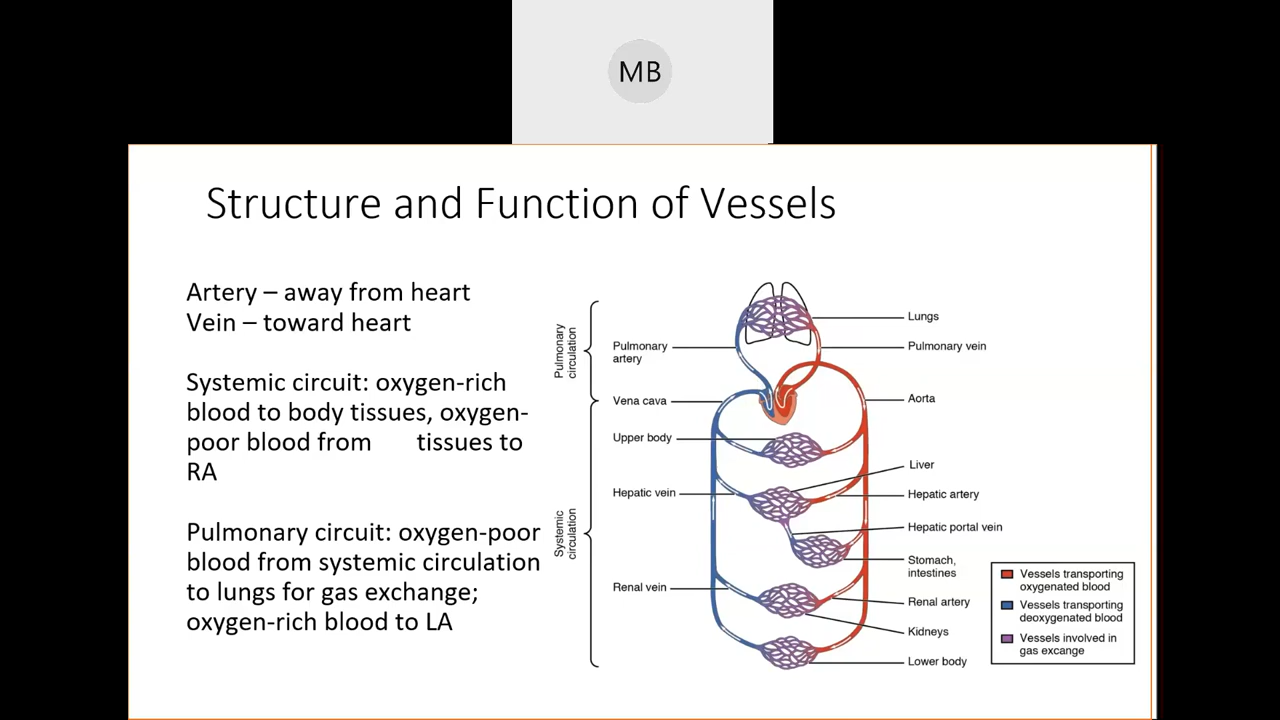 MB
Structure and Function of Vessels
Artery – away from heart
Vein – toward heart
Systemic circuit: oxygen-rich
blood to body tissues, oxygen-
poor blood from tissues to
RA
Pulmonary circuit: oxygen-poor
blood from systemic circulation
to lungs for gas exchange;
oxygen-rich blood to LA
Pulmonary
circulation
Systemic
circulation
Pulmonary
artery
Vena cava
Upper body
Hepatic vein
Renal vein
Lungs
Pulmonary vein
Aorta
Liver
Hepatic artery
Hepatic portal vein
Stomach,
intestines
Renal artery
Kidneys
Lower body
Vessels transporting
oxygenated blood
Vessels transporting
deoxygenated blood
Vessels involved in
gas excange